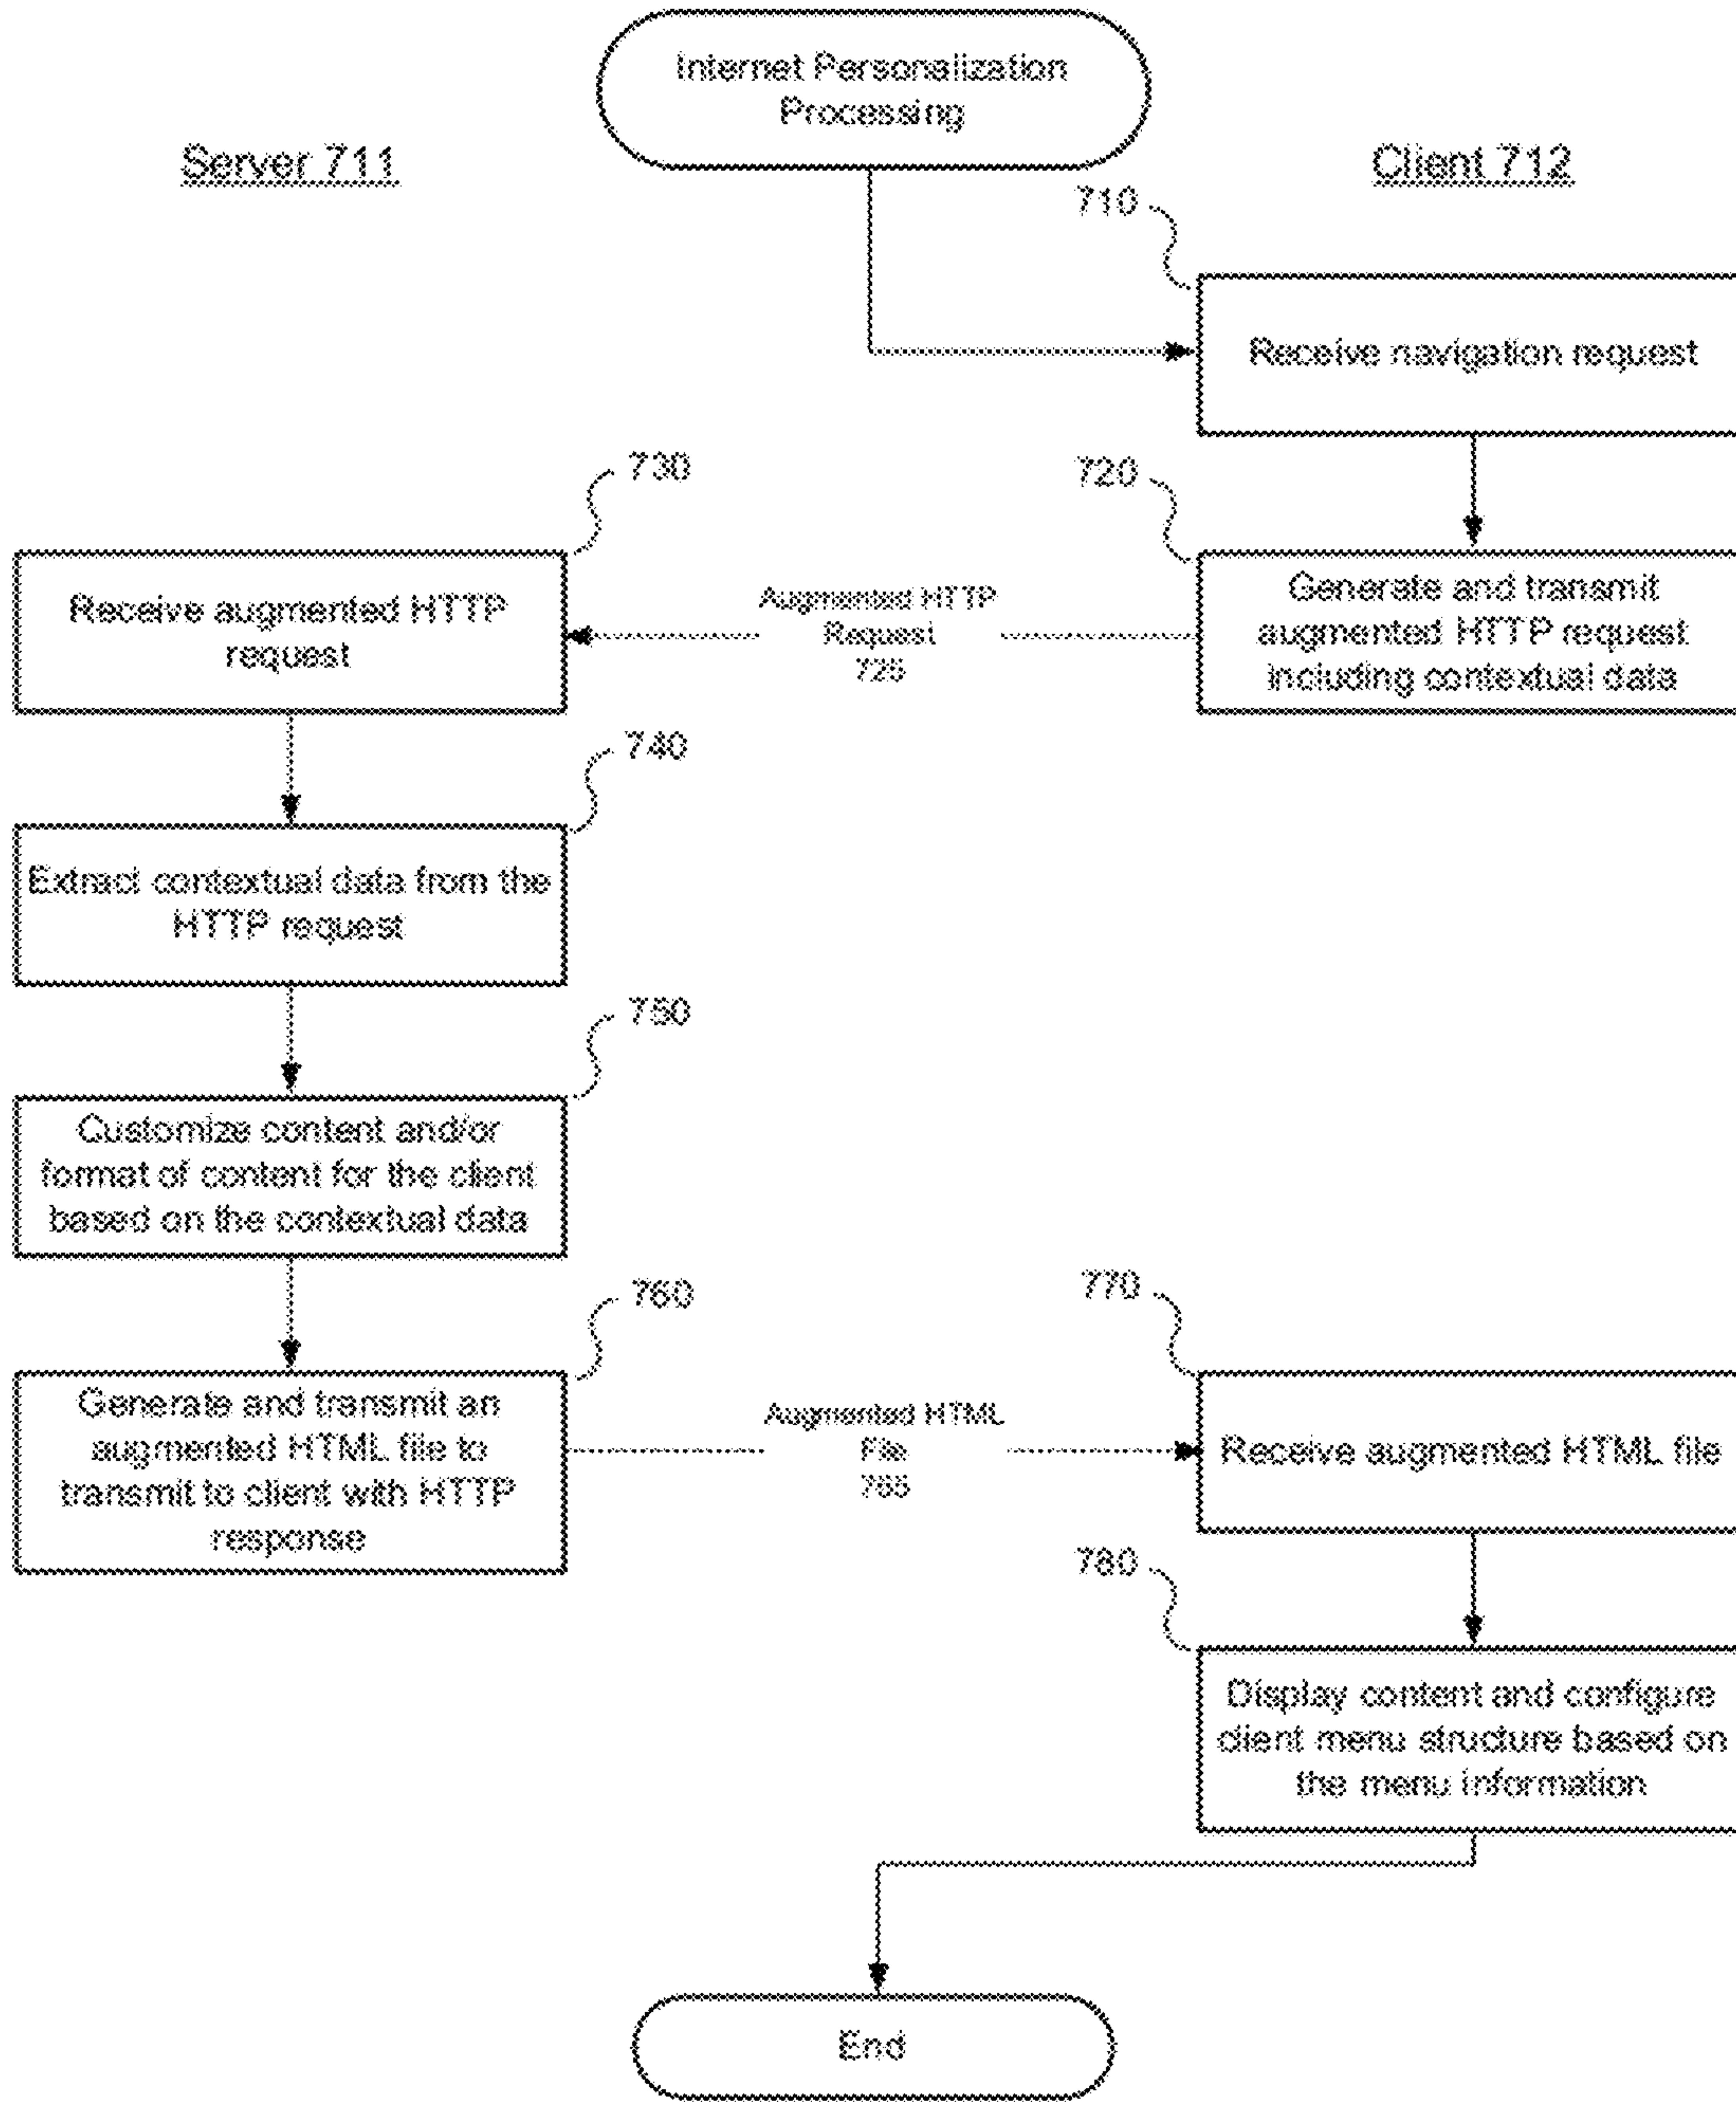 Internet Personalization
Processing
Server 711
Client 712
710
Receive navigation request
730
720
Receive augmented HTTP
request
Augmented HTTP
Request
725
Generate and transmit
augmented HTTP request
including contextual data
740
Extract contextual data from the
HTTP request
750
Customize content and/or
format of content for the client
based on the contextual data
760
770
Generate and transmit an
augmented HTML file to
transmit to client with HTTP
response
Augmented HTML
File
765
Receive augmented HTML file
780
Display content and configure
client menu structure based on
the menu information
End